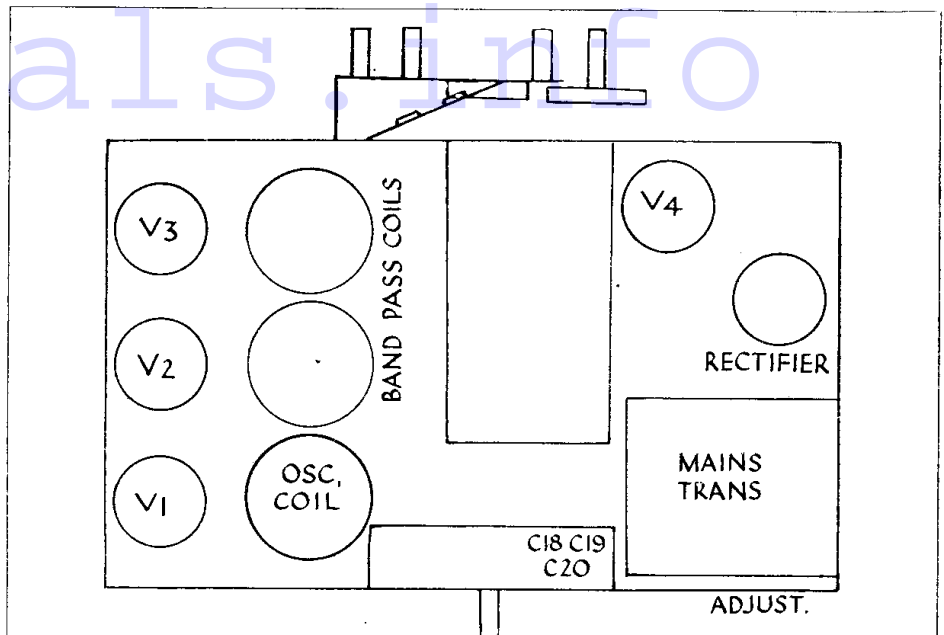 als.info
V3
BAND PASS COILS
V4
V2
RECTIFIER
OSC.
COIL
MAINS
TRANS
V1
C18 C19
C20
ADJUST.